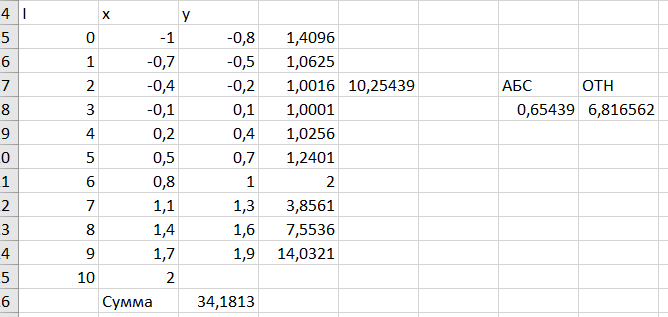 4 I x y
5 0 -1 -0,8 1,4096
6 1 -0,7 -0,5 1,0625
7 2 -0,4 -0,2 1,0016 10,25439 АБС ОТН
8 3 -0,1 0,1 1,0001 0,65439 6,816562
9 4 0,2 0,4 1,0256
0 5 0,5 0,7 1,2401
1 6 0,8 1 2
2 7 1,1 1,3 3,8561
3 8 1,4 1,6 7,5536
4 9 1,7 1,9 14,0321
5 10 2
6 Сумма 34,1813